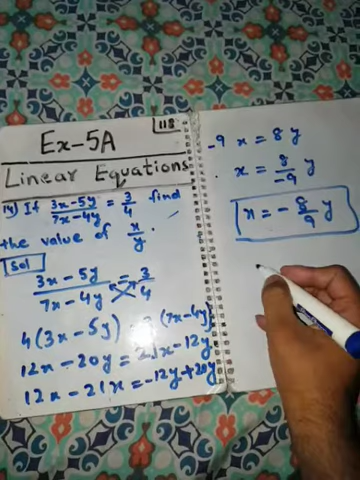 118
Ex-5A
Linear Equations
14) If 3x-5y/7x-4y = 3/4 find
the value of x/y.
Sol
3x-5y/7x-4y = 3/4
4(3x-5y) = 3(7x-4y)
12x-20y = 21x-12y
12x-21x = -12y+20y
-9 x = 8 y
x = 8/-9 y
x = -8/9 y